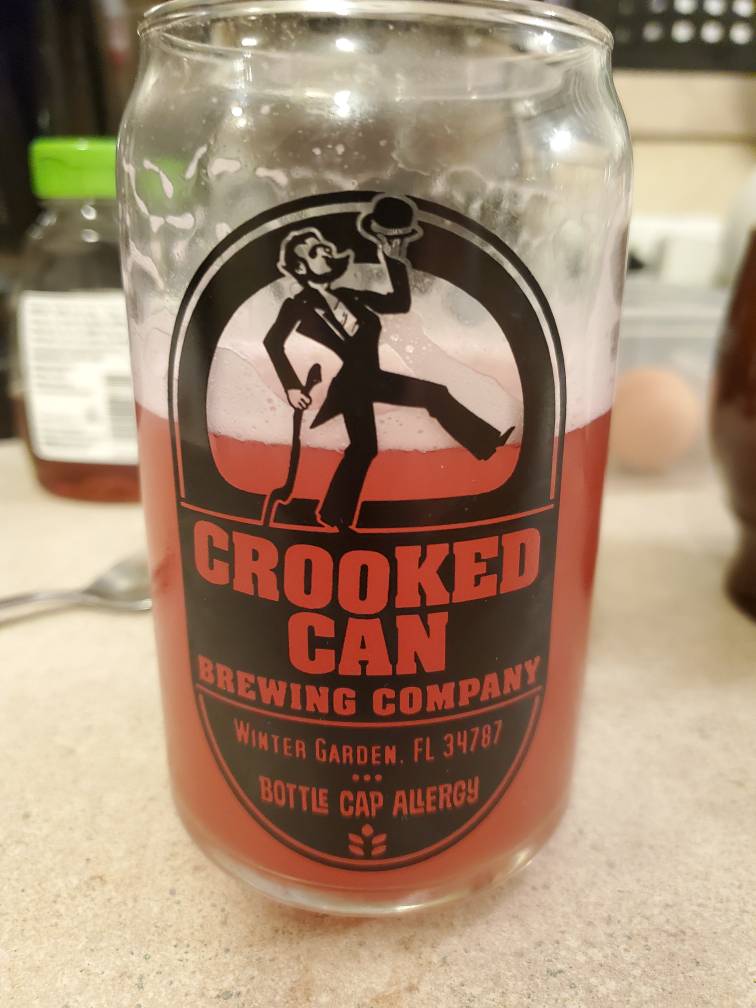 CROOKED
CAN
BREWING COMPANY
WINTER GARDEN, FL 34787
BOTTLE CAP ALLERGY